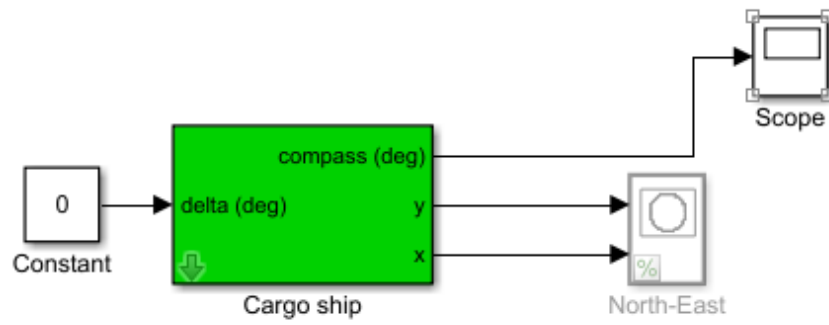 Scope
compass (deg)
0
delta (deg)
y
x
%
Constant
Cargo ship
North-East